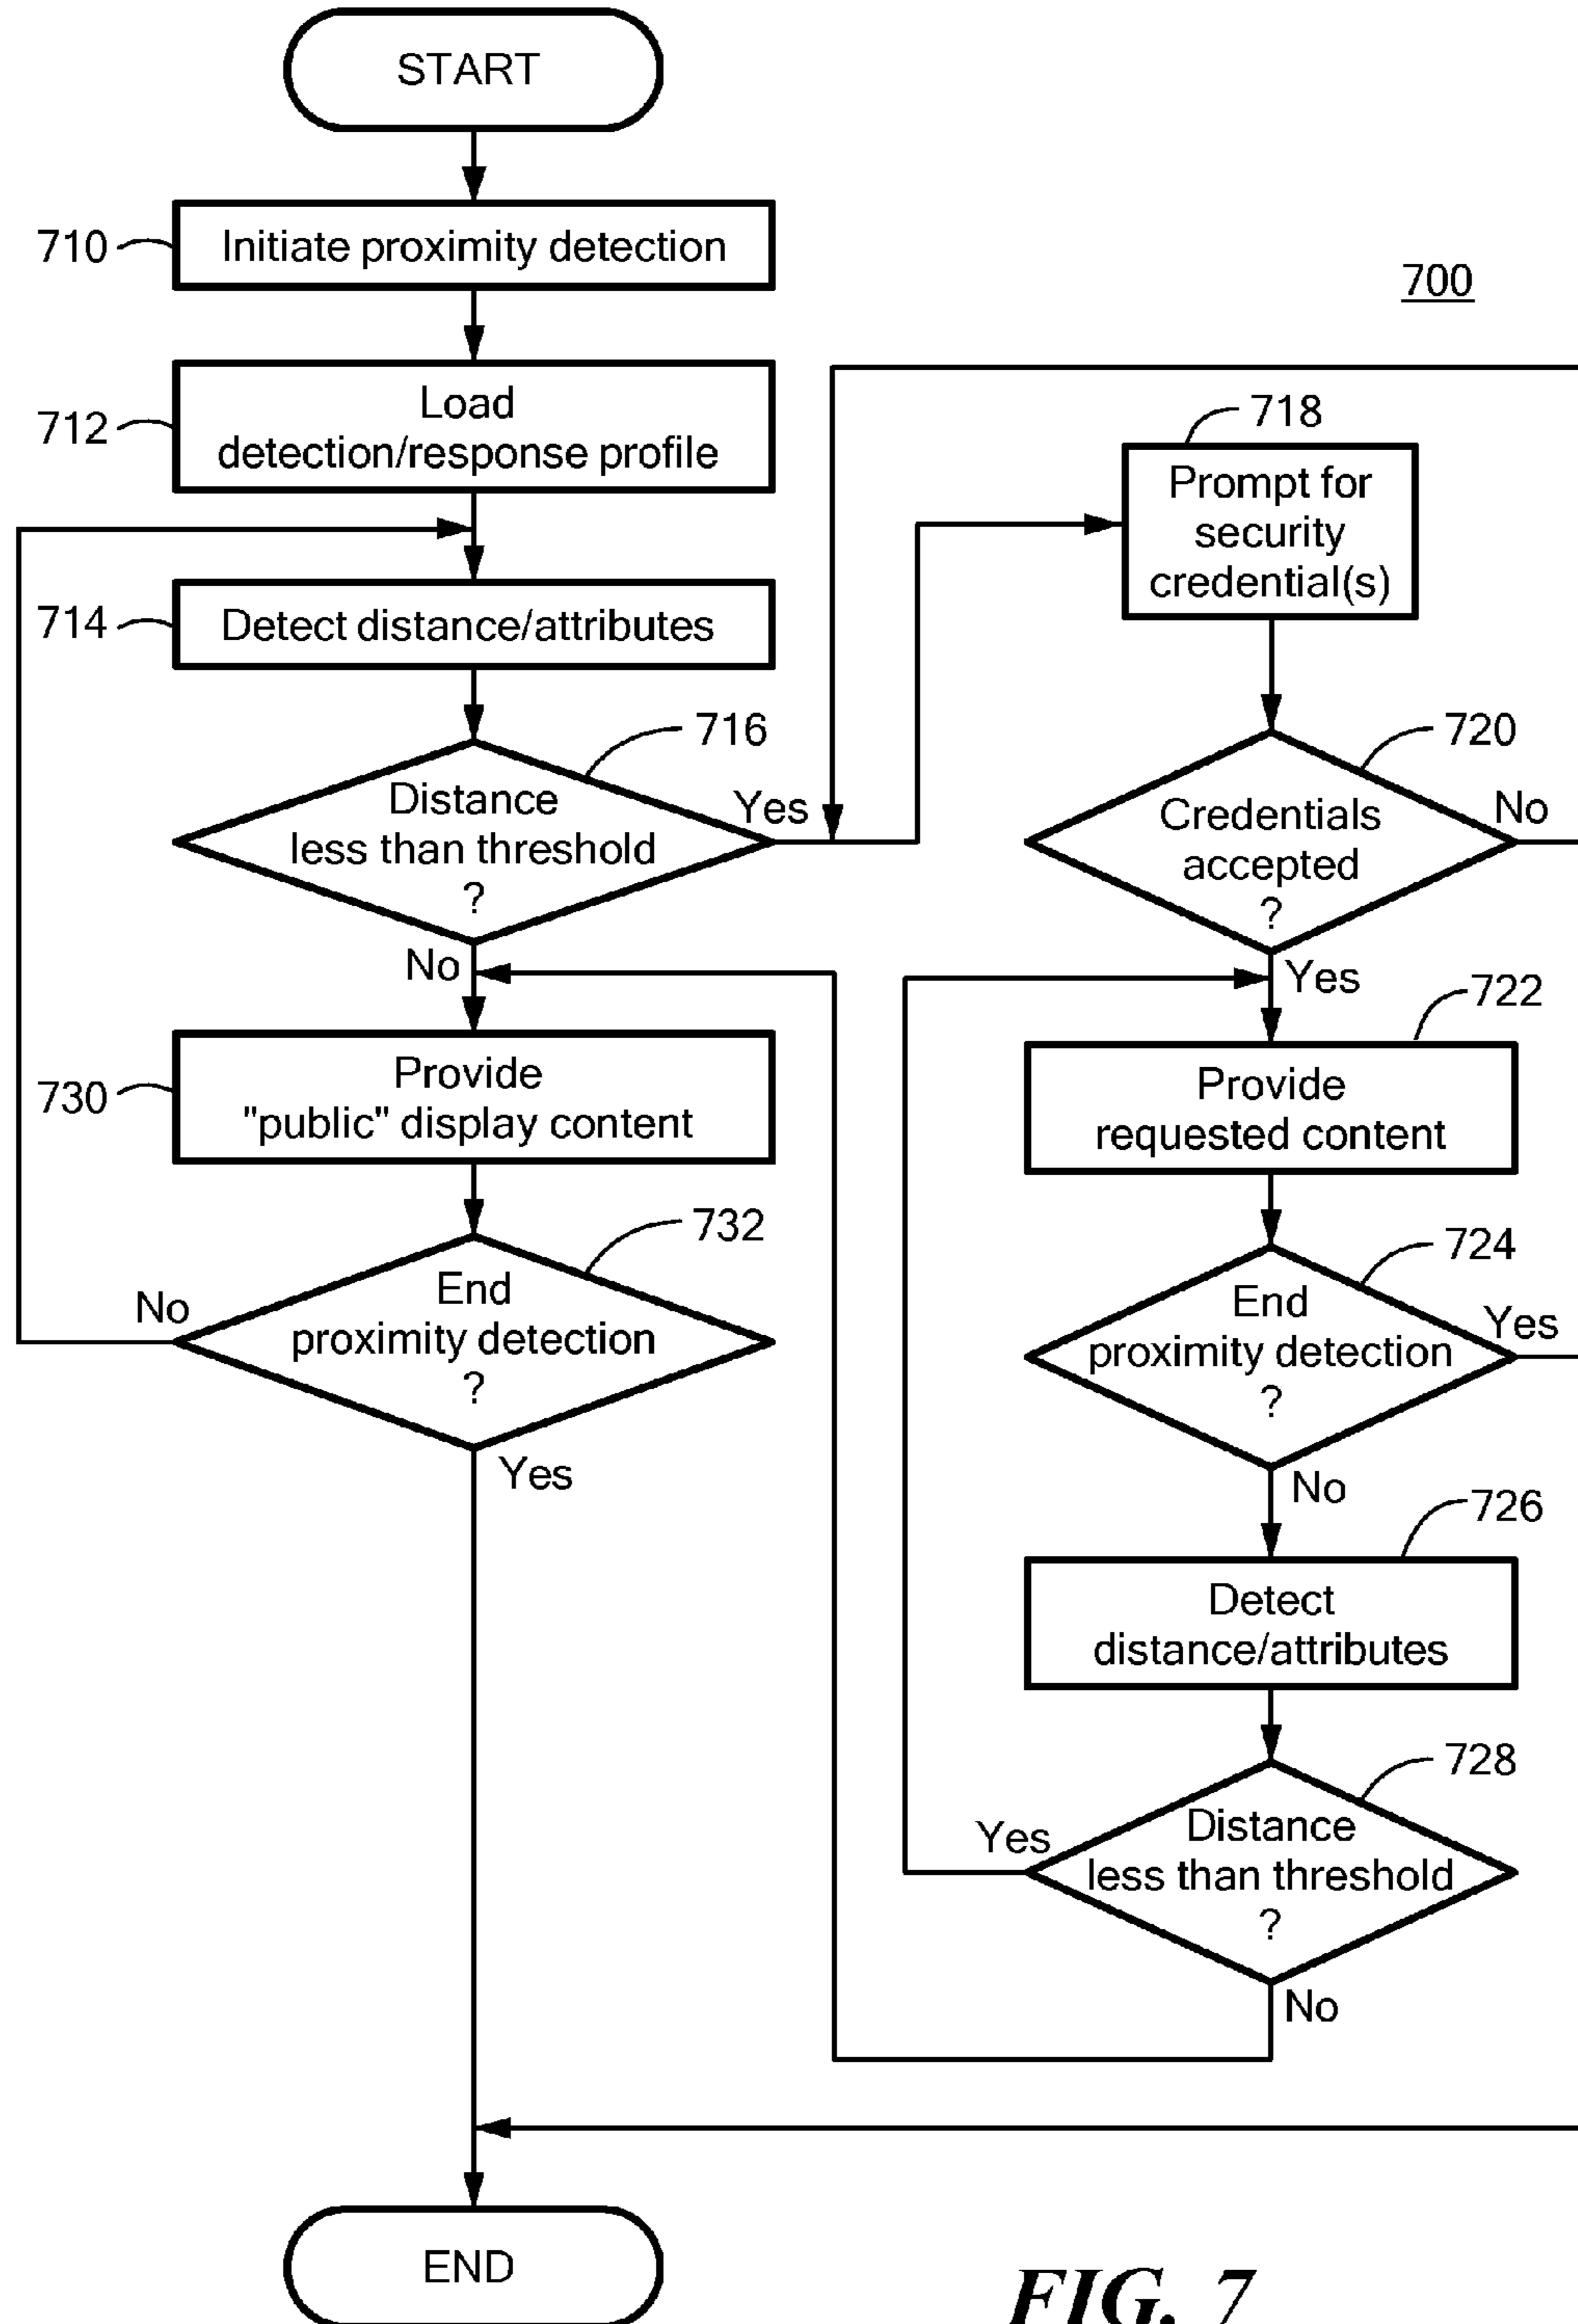 START
710
Initiate proximity detection
700
712
Load
detection/response profile
718
Prompt for
security
credential(s)
714
Detect distance/attributes
716
Distance
less than threshold
?
Yes
No
720
Credentials
accepted
?
No
Yes
722
Provide
requested content
730
Provide
"public" display content
732
End
proximity detection
?
No
Yes
724
End
proximity detection
?
Yes
No
726
Detect
distance/attributes
728
Distance
less than threshold
?
Yes
No
END
FIG. 7